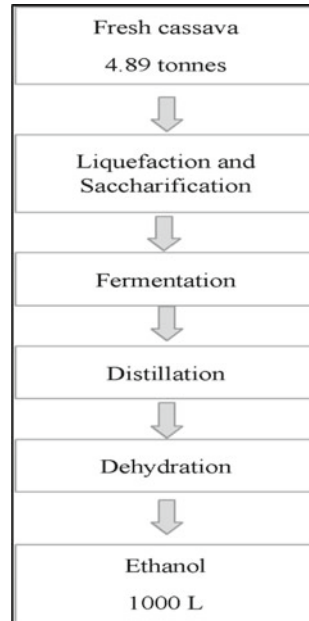 Fresh cassava
4.89 tonnes
Liquefaction and
Saccharification
Fermentation
Distillation
Dehydration
Ethanol
1000 L